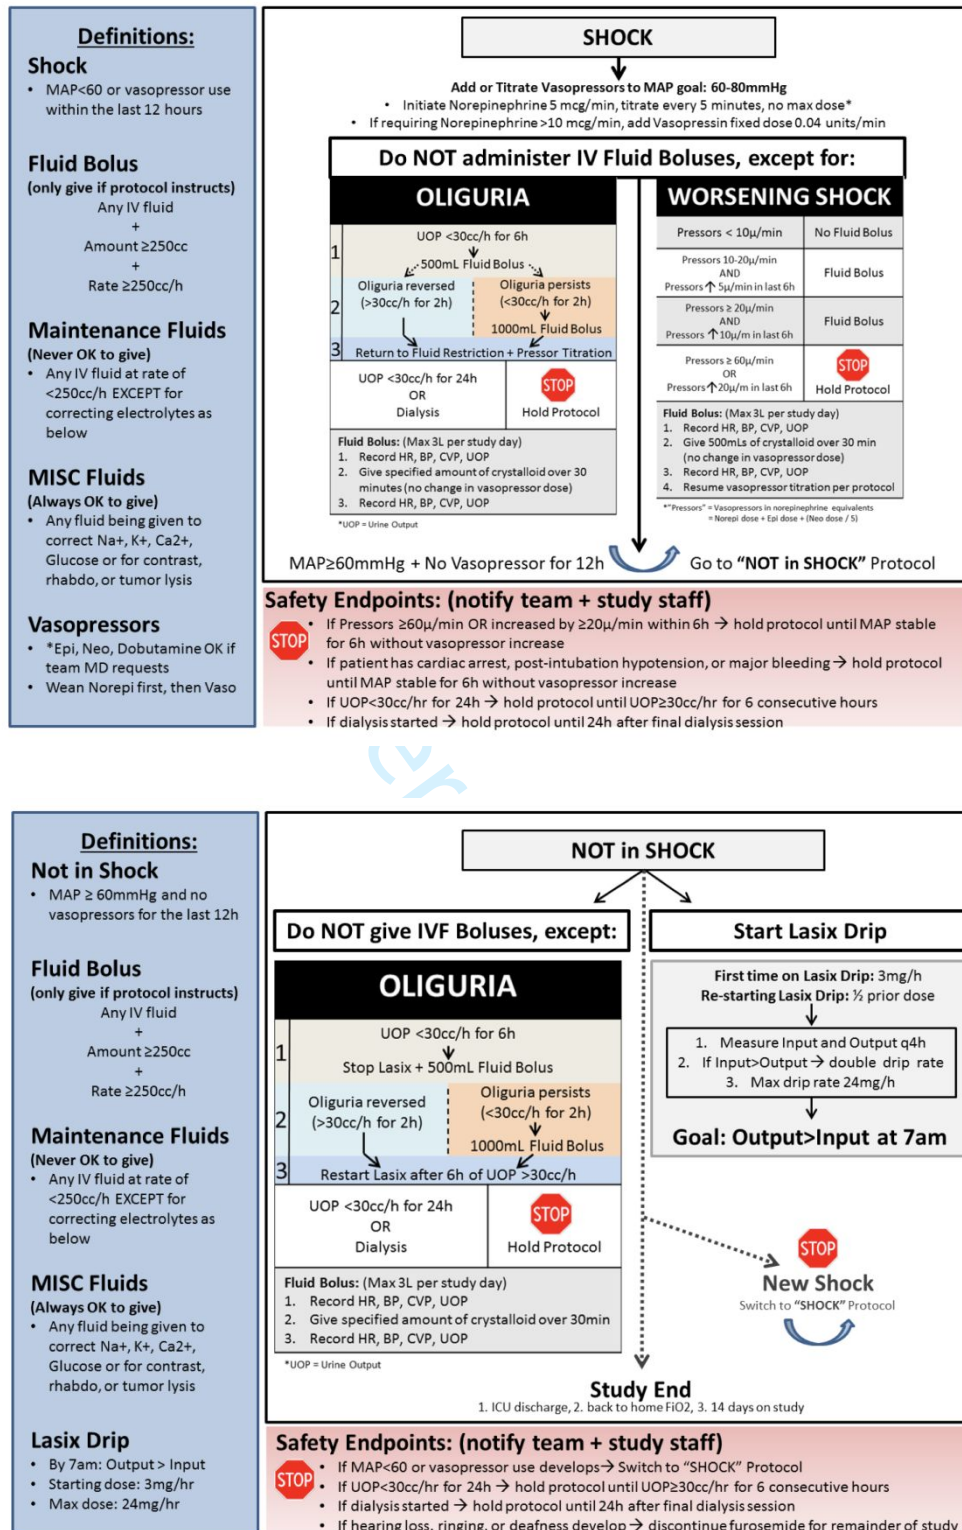 Definitions:
Shock
• MAP<60 or vasopressor use
within the last 12 hours
Fluid Bolus
(only give if protocol instructs)
Any IV fluid
+
Amount ≥250cc
+
Rate ≥250cc/h
Maintenance Fluids
(Never OK to give)
• Any IV fluid at rate of
<250cc/h EXCEPT for
correcting electrolytes as
below
MISC Fluids
(Always OK to give)
• Any fluid being given to
correct Na+, K+, Ca2+,
Glucose or for contrast,
rhabdo, or tumor lysis
Vasopressors
• *Epi, Neo, Dobutamine OK if
team MD requests
• Wean Norepi first, then Vaso
SHOCK
Add or Titrate Vasopressors to MAP goal: 60-80mmHg
• Initiate Norepinephrine 5 mcg/min, titrate every 5 minutes, no max dose*
• If requiring Norepinephrine >10 mcg/min, add Vasopressin fixed dose 0.04 units/min
Do NOT administer IV Fluid Boluses, except for:
OLIGURIA
1
UOP <30cc/h for 6h
500mL Fluid Bolus
2
Oliguria reversed
(>30cc/h for 2h)
Oliguria persists
(<30cc/h for 2h)
1000mL Fluid Bolus
3
Return to Fluid Restriction + Pressor Titration
UOP <30cc/h for 24h
OR
Dialysis
STOP
Hold Protocol
Fluid Bolus: (Max 3L per study day)
1. Record HR, BP, CVP, UOP
2. Give specified amount of crystalloid over 30
minutes (no change in vasopressor dose)
3. Record HR, BP, CVP, UOP
*UOP = Urine Output
WORSENING SHOCK
Pressors < 10µ/min
No Fluid Bolus
Pressors 10-20µ/min
AND
Pressors ↑ 5µ/min in last 6h
Fluid Bolus
Pressors ≥ 20µ/min
AND
Pressors ↑ 10µ/m in last 6h
Fluid Bolus
Pressors ≥ 60µ/min
OR
Pressors ↑ 20µ/m in last 6h
STOP
Hold Protocol
Fluid Bolus: (Max 3L per study day)
1. Record HR, BP, CVP, UOP
2. Give 500mLs of crystalloid over 30 min
(no change in vasopressor dose)
3. Record HR, BP, CVP, UOP
4. Resume vasopressor titration per protocol
*"Pressors" = Vasopressors in norepinephrine equivalents
= Norepi dose + Epi dose + (Neo dose / 5)
MAP≥60mmHg + No Vasopressor for 12h
Go to "NOT in SHOCK" Protocol
Safety Endpoints: (notify team + study staff)
STOP
• If Pressors ≥60µ/min OR increased by ≥20µ/min within 6h → hold protocol until MAP stable
for 6h without vasopressor increase
• If patient has cardiac arrest, post-intubation hypotension, or major bleeding → hold protocol
until MAP stable for 6h without vasopressor increase
• If UOP<30cc/hr for 24h → hold protocol until UOP≥30cc/hr for 6 consecutive hours
• If dialysis started → hold protocol until 24h after final dialysis session
er
Definitions:
Not in Shock
• MAP ≥ 60mmHg and no
vasopressors for the last 12h
Fluid Bolus
(only give if protocol instructs)
Any IV fluid
+
Amount ≥250cc
+
Rate ≥250cc/h
Maintenance Fluids
(Never OK to give)
• Any IV fluid at rate of
<250cc/h EXCEPT for
correcting electrolytes as
below
MISC Fluids
(Always OK to give)
• Any fluid being given to
correct Na+, K+, Ca2+,
Glucose or for contrast,
rhabdo, or tumor lysis
Lasix Drip
• By 7am: Output > Input
• Starting dose: 3mg/hr
• Max dose: 24mg/hr
NOT in SHOCK
Do NOT give IVF Boluses, except:
OLIGURIA
1
UOP <30cc/h for 6h
Stop Lasix + 500mL Fluid Bolus
2
Oliguria reversed
(>30cc/h for 2h)
Oliguria persists
(<30cc/h for 2h)
1000mL Fluid Bolus
3
Restart Lasix after 6h of UOP >30cc/h
UOP <30cc/h for 24h
OR
Dialysis
STOP
Hold Protocol
Fluid Bolus: (Max 3L per study day)
1. Record HR, BP, CVP, UOP
2. Give specified amount of crystalloid over 30min
3. Record HR, BP, CVP, UOP
*UOP = Urine Output
Start Lasix Drip
First time on Lasix Drip: 3mg/h
Re-starting Lasix Drip: ½ prior dose
1. Measure Input and Output q4h
2. If Input>Output → double drip rate
3. Max drip rate 24mg/h
Goal: Output>Input at 7am
STOP
New Shock
Switch to "SHOCK" Protocol
Study End
1. ICU discharge, 2. back to home FiO2, 3. 14 days on study
Safety Endpoints: (notify team + study staff)
STOP
• If MAP<60 or vasopressor use develops → Switch to "SHOCK" Protocol
• If UOP<30cc/hr for 24h → hold protocol until UOP≥30cc/hr for 6 consecutive hours
• If dialysis started → hold protocol until 24h after final dialysis session
• If hearing loss, ringing, or deafness develop → discontinue furosemide for remainder of study